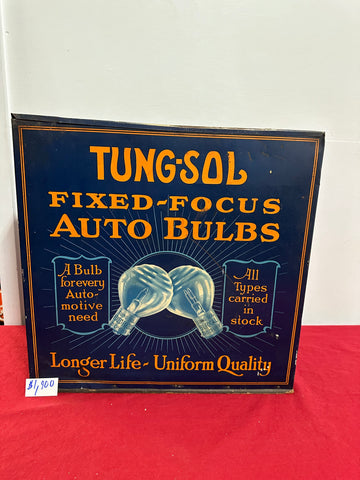 TUNG-SOL
FIXED-FOCUS
AUTO BULBS
A Bulb
for every
Auto-
motive
need
All
Types
carried
in
stock
Longer Life - Uniform Quality
$1,900